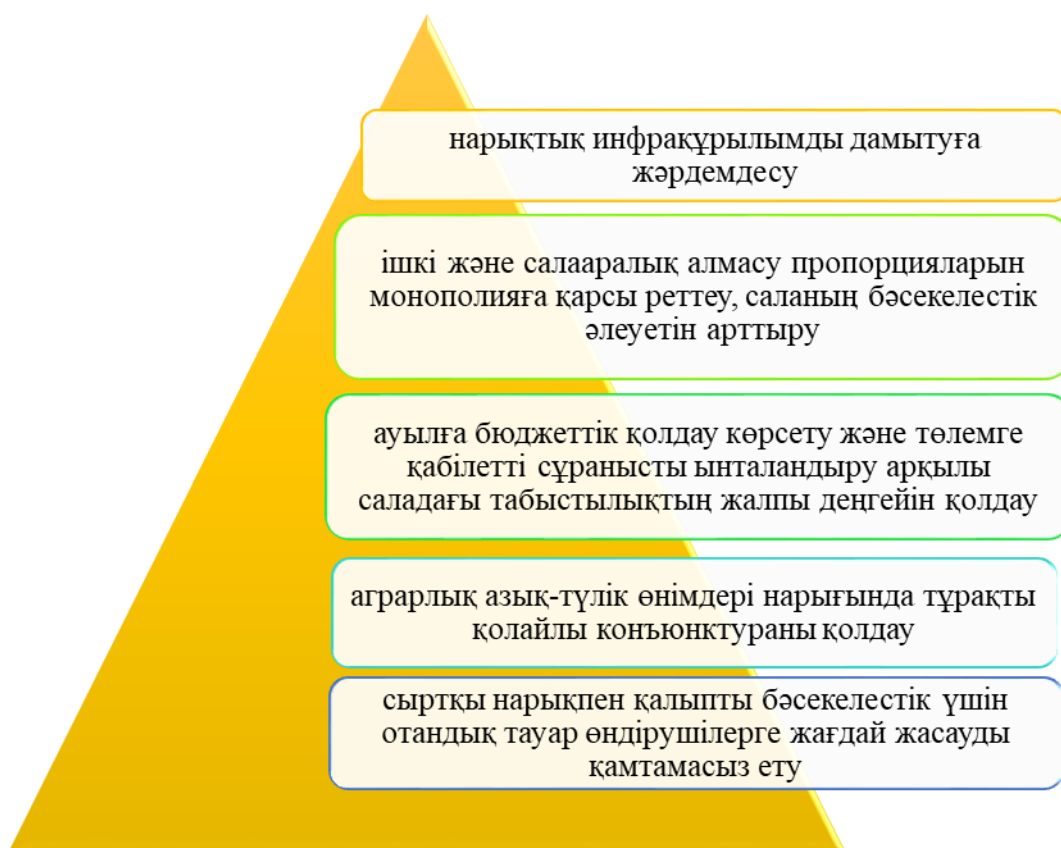 нарықтық инфрақұрылымды дамытуға
жәрдемдесу
ішкі және салааралық алмасу пропорцияларын
монополияға қарсы реттеу, саланың бәсекелестік
әлеуетін арттыру
ауылға бюджеттік қолдау көрсету және төлемге
қабілетті сұранысты ынталандыру арқылы
саладағы табыстылықтың жалпы деңгейін қолдау
аграрлық азық-түлік өнімдері нарығында тұрақты
қолайлы конъюнктураны қолдау
сыртқы нарықпен қалыпты бәсекелестік үшін
отандық тауар өндірушілерге жағдай жасауды
қамтамасыз ету